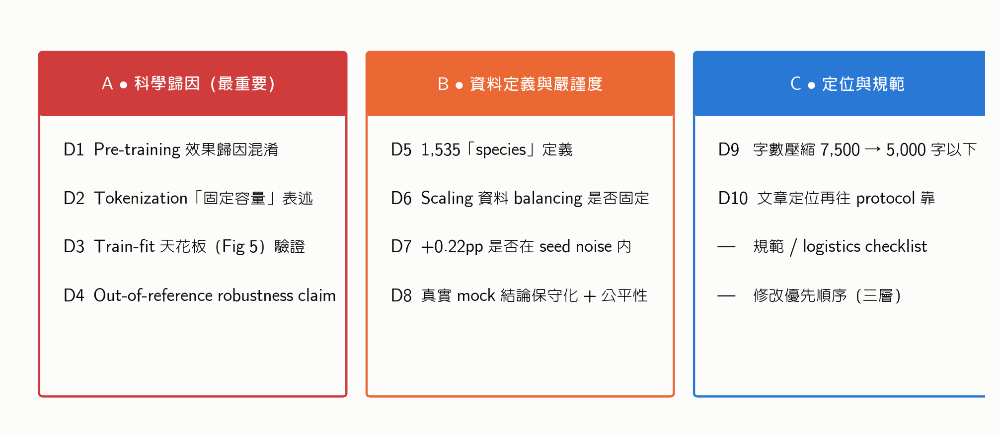 A ● 科學歸因（最重要）
D1 Pre-training 效果歸因混淆
D2 Tokenization「固定容量」表述
D3 Train-fit 天花板（Fig 5）驗證
D4 Out-of-reference robustness claim
B ● 資料定義與嚴謹度
D5 1,535「species」定義
D6 Scaling 資料 balancing 是否固定
D7 +0.22pp 是否在 seed noise 內
D8 真實 mock 結論保守化 + 公平性
C ● 定位與規範
D9 字數壓縮 7,500 → 5,000 字以下
D10 文章定位再往 protocol 靠
— 規範 / logistics checklist
— 修改優先順序（三層）